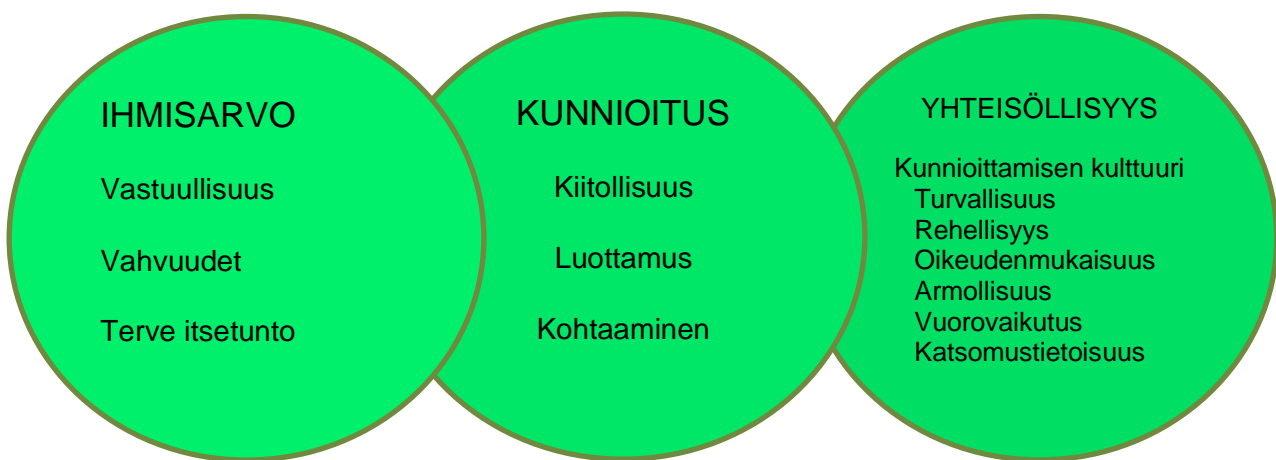 IHMISARVO
Vastuullisuus
Vahvuudet
Terve itsetunto
KUNNIOITUS
Kiitollisuus
Luottamus
Kohtaaminen
YHTEISÖLLISYYS
Kunnioittamisen kulttuuri
Turvallisuus
Rehellisyys
Oikeudenmukaisuus
Armollisuus
Vuorovaikutus
Katsomustietoisuus